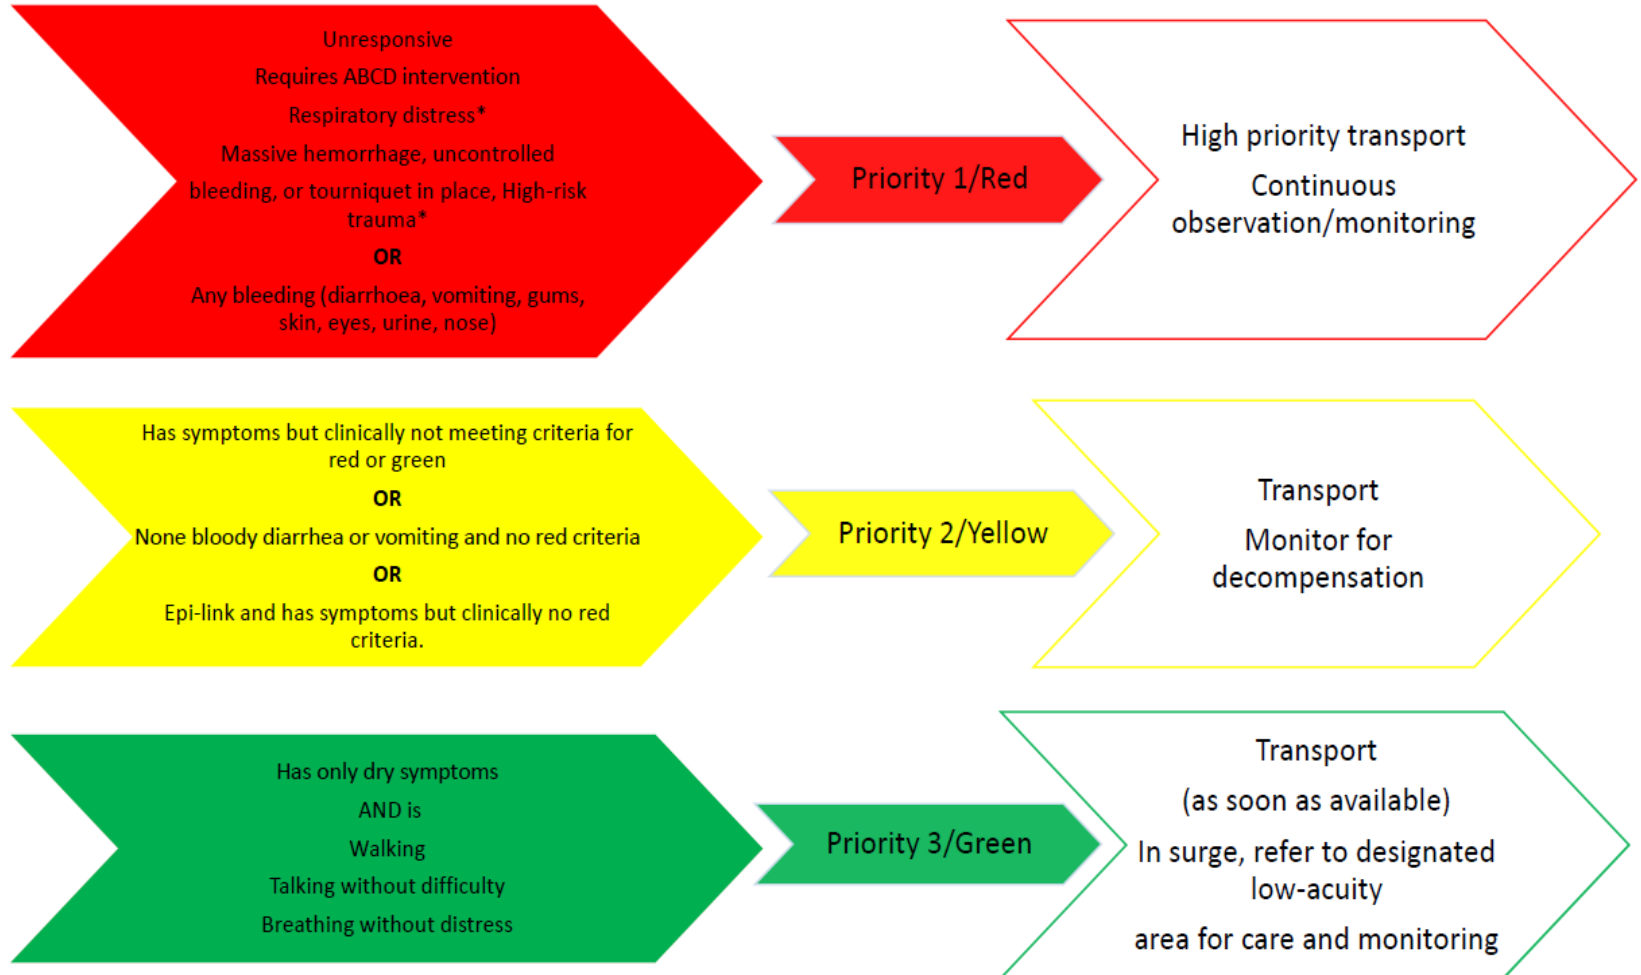 Unresponsive
Requires ABCD intervention
Respiratory distress*
Massive hemorrhage, uncontrolled
bleeding, or tourniquet in place, High-risk
trauma*
OR
Any bleeding (diarrhoea, vomiting, gums,
skin, eyes, urine, nose)
Priority 1/Red
High priority transport
Continuous
observation/monitoring
Has symptoms but clinically not meeting criteria for
red or green
OR
None bloody diarrhea or vomiting and no red criteria
OR
Epi-link and has symptoms but clinically no red
criteria.
Priority 2/Yellow
Transport
Monitor for
decompensation
Has only dry symptoms
AND is
Walking
Talking without difficulty
Breathing without distress
Priority 3/Green
Transport
(as soon as available)
In surge, refer to designated
low-acuity
area for care and monitoring